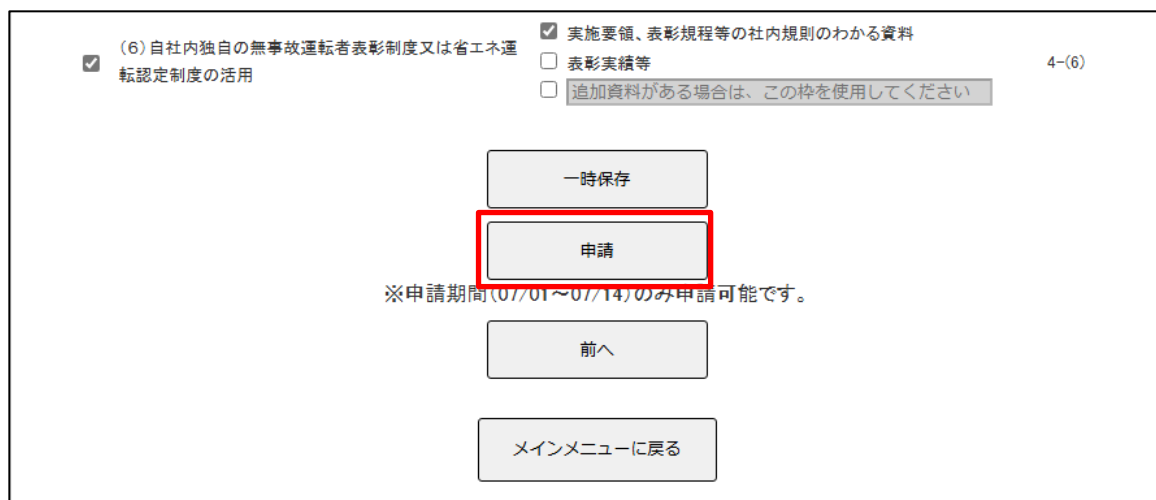 (6)自社内独自の無事故運転者表彰制度又は省エネ運
転認定制度の活用
実施要領、表彰規程等の社内規則のわかる資料
表彰実績等
追加資料がある場合は、この枠を使用してください
4-(6)
一時保存
申請
※申請期間(07/01～07/14)のみ申請可能です。
前へ
メインメニューに戻る